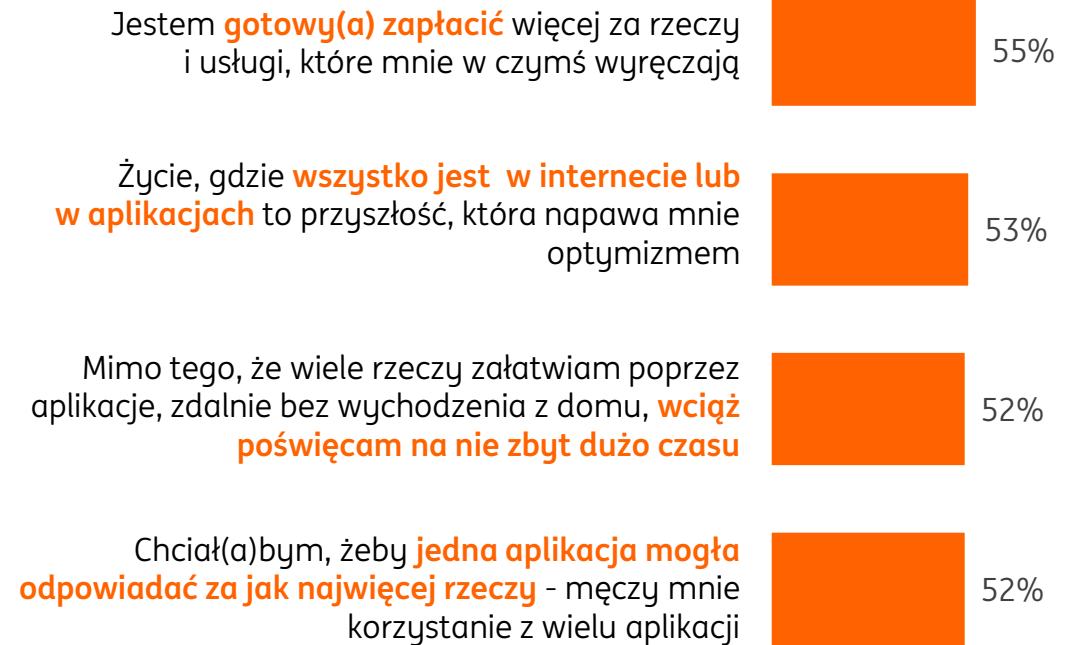 Jestem gotowy(a) zapłacić więcej za rzeczy
i usługi, które mnie w czymś wyręczają
55%
Życie, gdzie wszystko jest  w internecie lub
w aplikacjach to przyszłość, która napawa mnie
optymizmem
53%
Mimo tego, że wiele rzeczy załatwiam poprzez
aplikacje, zdalnie bez wychodzenia z domu, wciąż
poświęcam na nie zbyt dużo czasu
52%
Chciał(a)bym, żeby jedna aplikacja mogła
odpowiadać za jak najwięcej rzeczy - męczy mnie
korzystanie z wielu aplikacji
52%